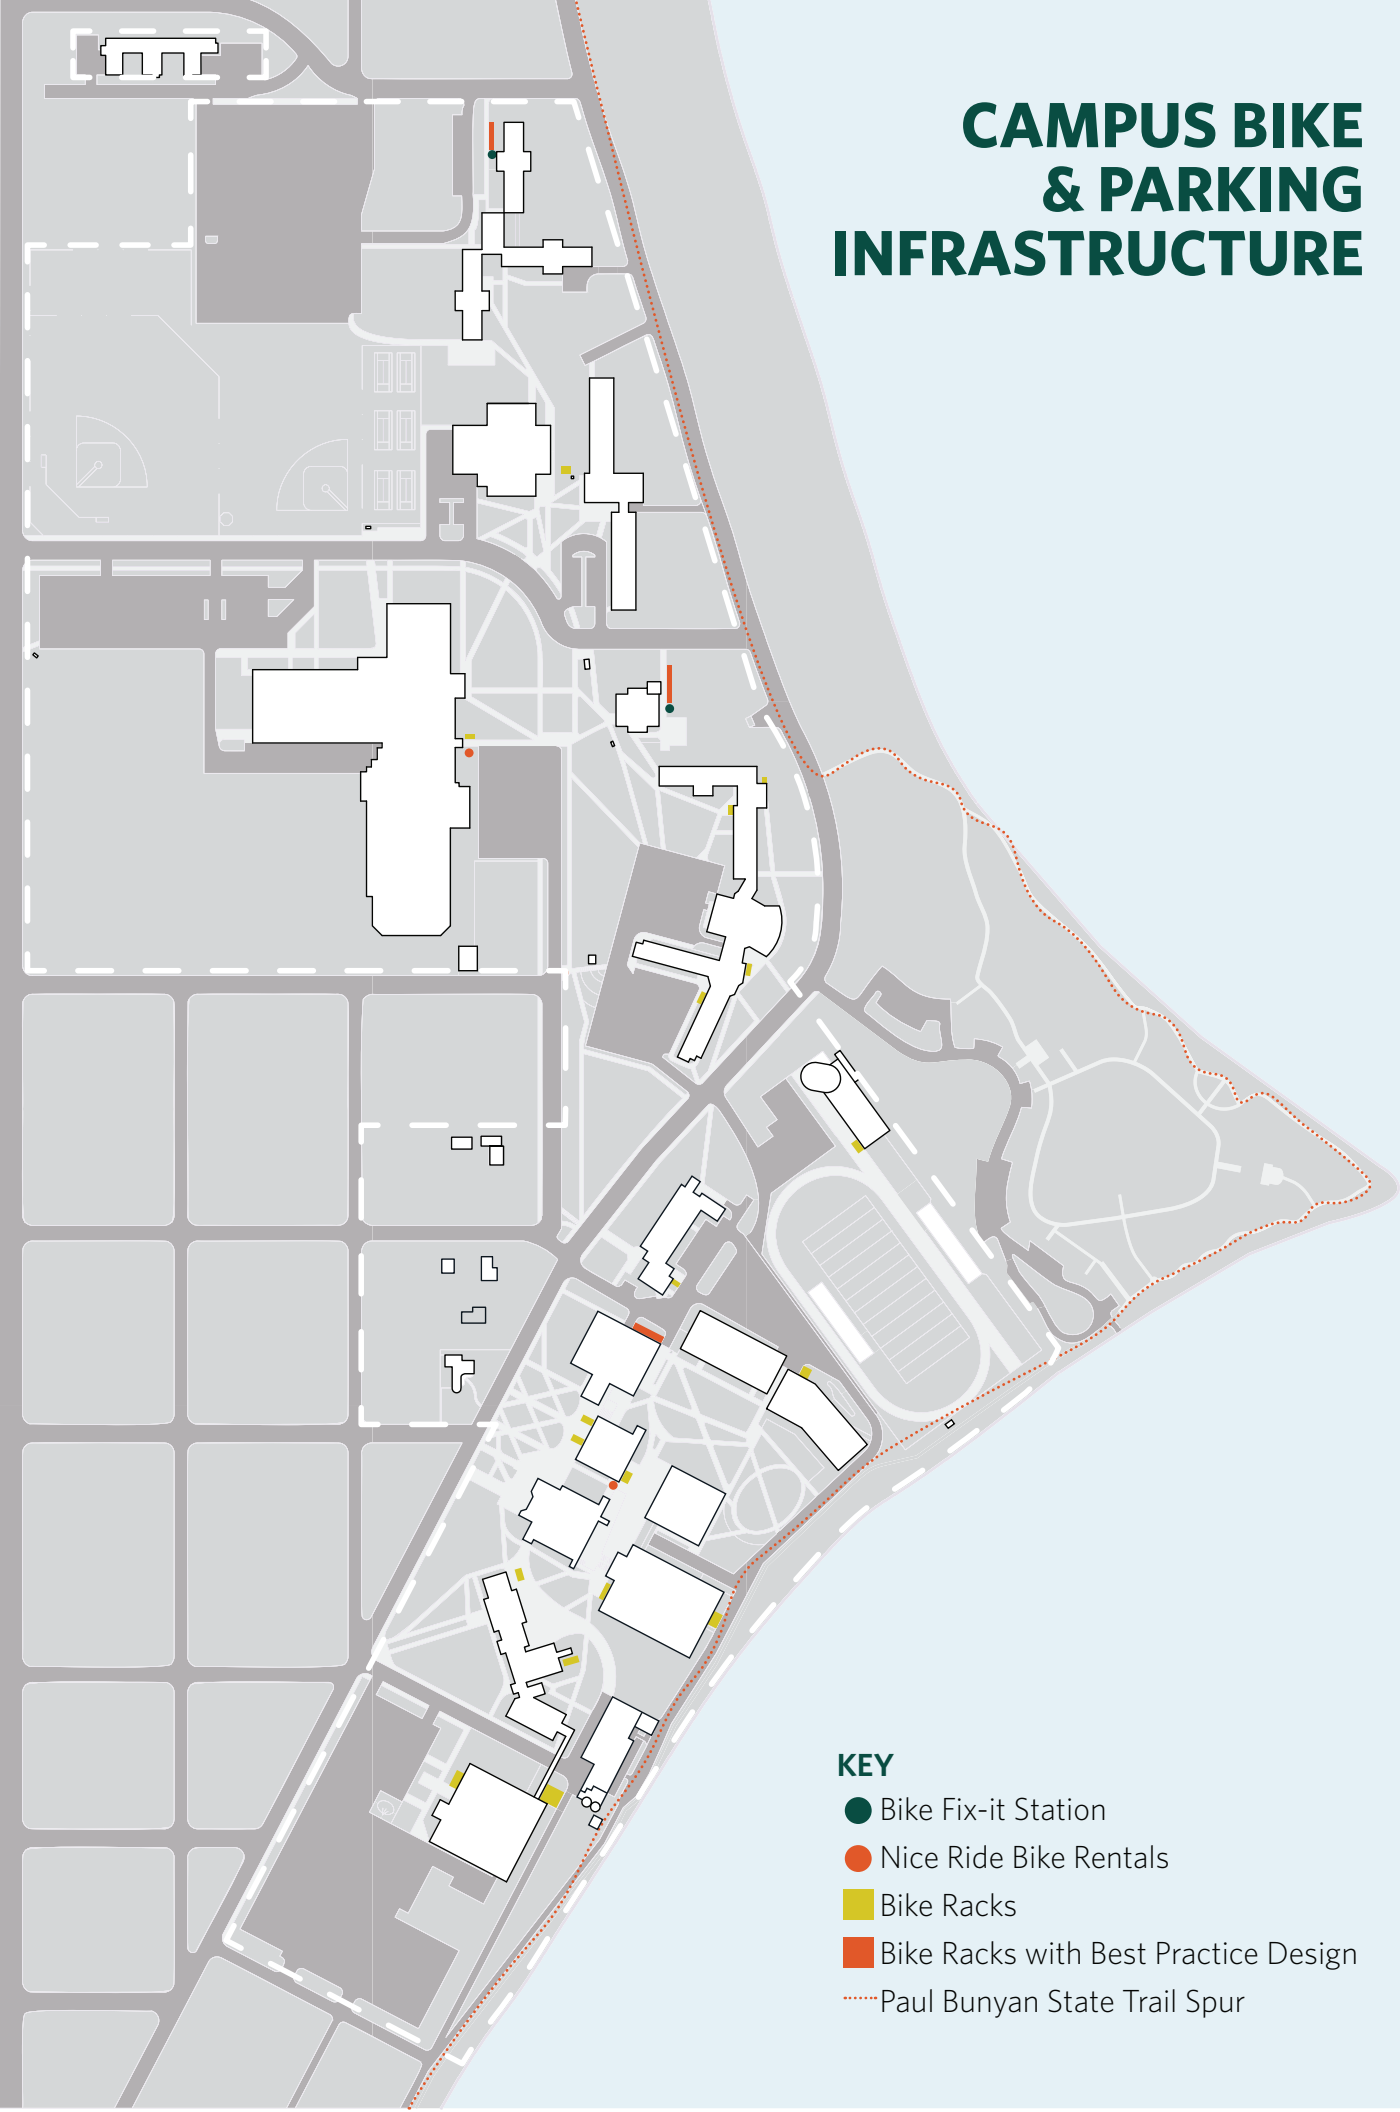 CAMPUS BIKE
& PARKING
INFRASTRUCTURE
KEY
Bike Fix-it Station
Nice Ride Bike Rentals
Bike Racks
Bike Racks with Best Practice Design
Paul Bunyan State Trail Spur